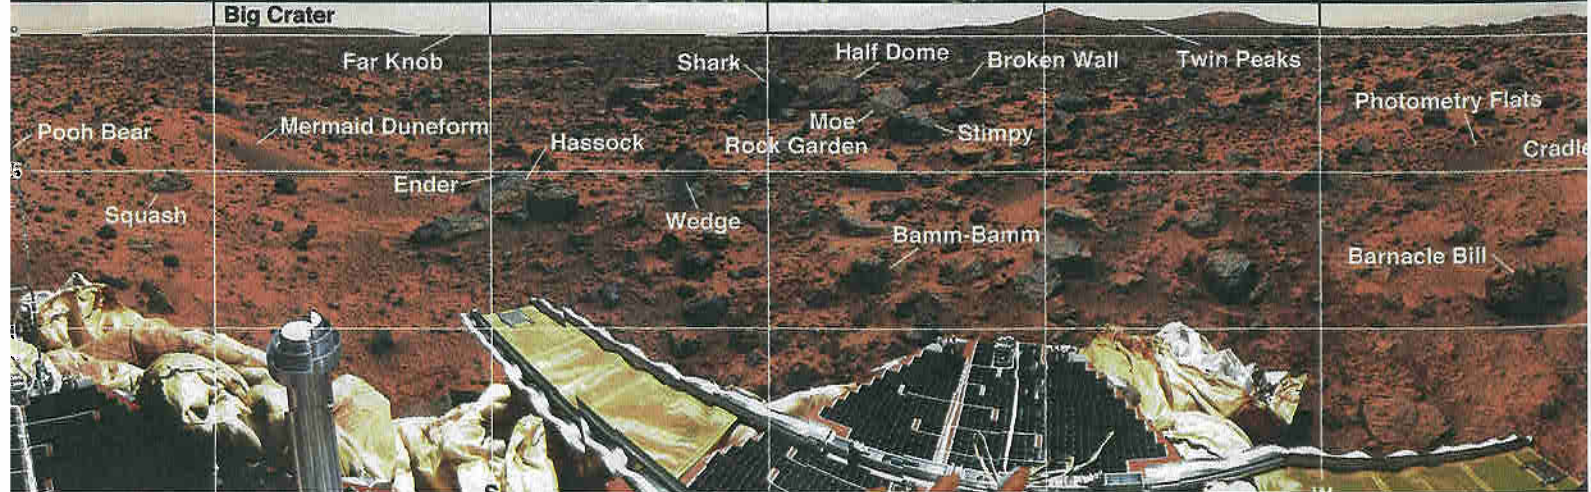 Big Crater
Far Knob
Shark
Half Dome
Broken Wall
Twin Peaks
Photometry Flats
Pooh Bear
Mermaid Duneform
Hassock
Moe
Stimpy
Rock Garden
Cradle
Ender
Squash
Wedge
Bamm-Bamm
Barnacle Bill